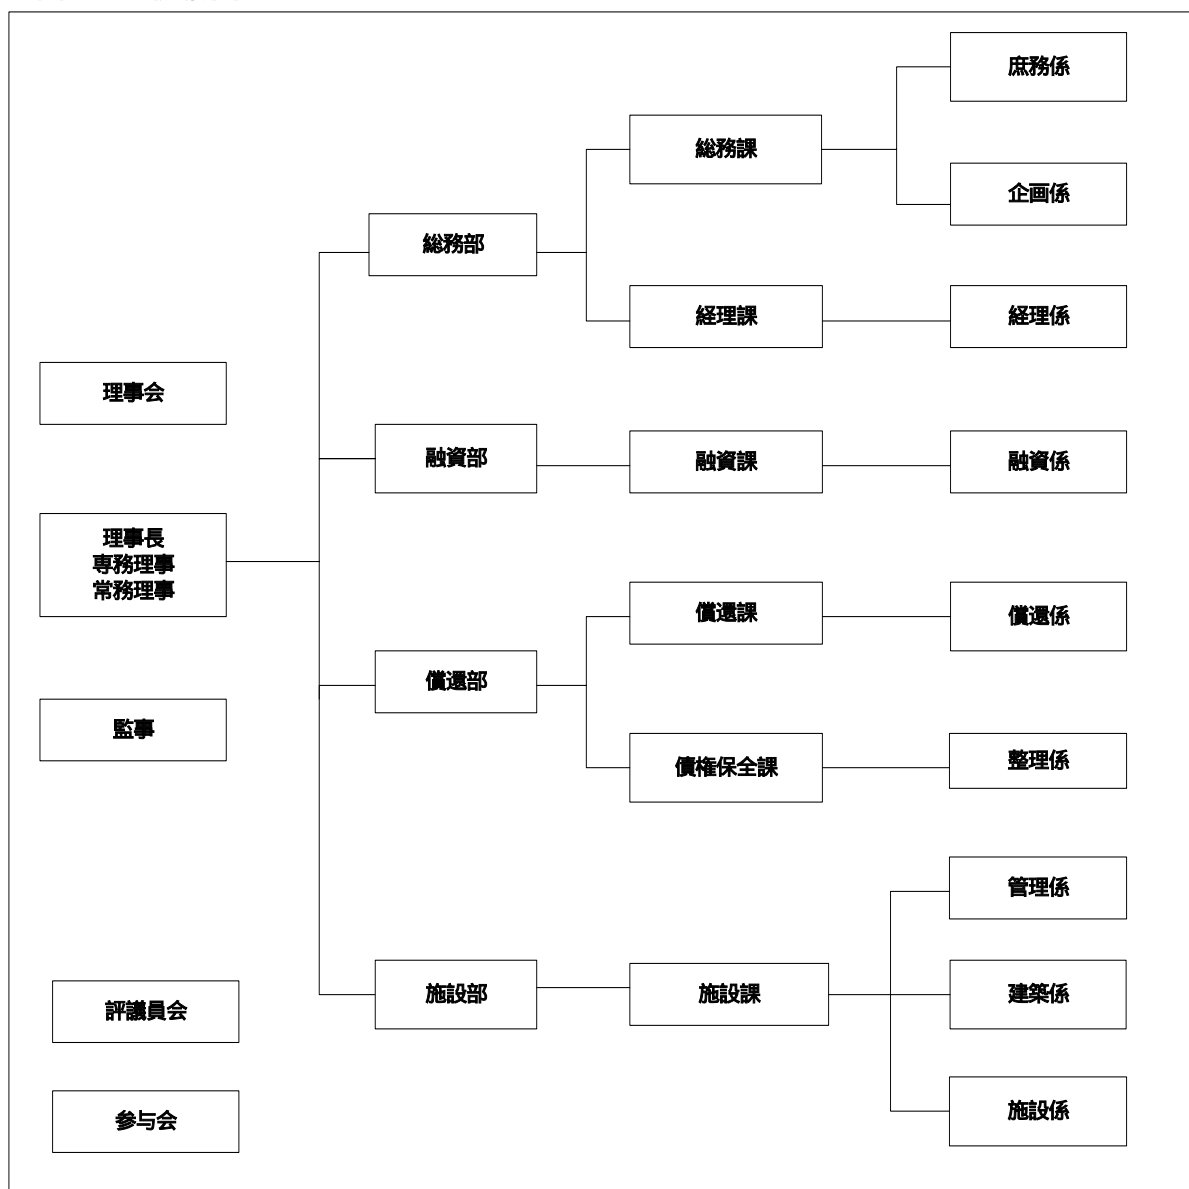 理事会
理事長
専務理事
常務理事
監事
評議員会
参与会
総務部
融資部
償還部
施設部
総務課
経理課
融資課
償還課
債権保全課
施設課
庶務係
企画係
経理係
融資係
償還係
整理係
管理係
建築係
施設係